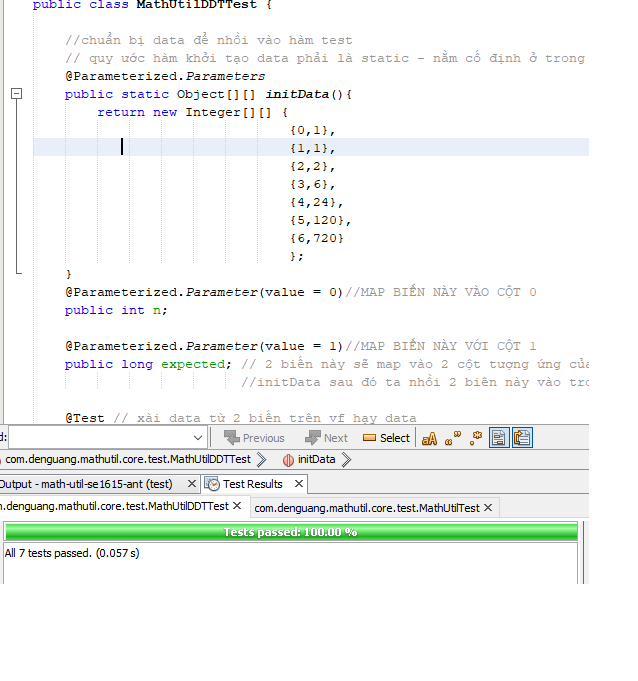 public class MathUtilDDTTest {
//chuẩn bị data để nhồi vào hàm test
// quy ước hàm khởi tạo data phải là static - nằm cố định ở trong
@Parameterized.Parameters
public static Object[][] initData(){
return new Integer[][] {
{0,1},
{1,1},
{2,2},
{3,6},
{4,24},
{5,120},
{6,720}
};
}
@Parameterized.Parameter(value = 0)//MAP BIẾN NÀY VÀO CỘT 0
public int n;
@Parameterized.Parameter(value = 1)//MAP BIẾN NÀY VỚI CỘT 1
public long expected; // 2 biến này sẽ map vào 2 cột tượng ứng của
//initData sau đó ta nhồi 2 biên này vào tro
@Test // xài data từ 2 biến trên vf hạy data
d:
Previous
Next
Select
com.denguang.mathutil.core.test.MathUtilDDTTest
initData
Output - math-util-se1615-ant (test)
Test Results
n.denguang.mathutil.core.test.MathUtilDDTTest
com.denguang.mathutil.core.test.MathUtilTest
Tests passed: 100.00 %
All 7 tests passed. (0.057 s)